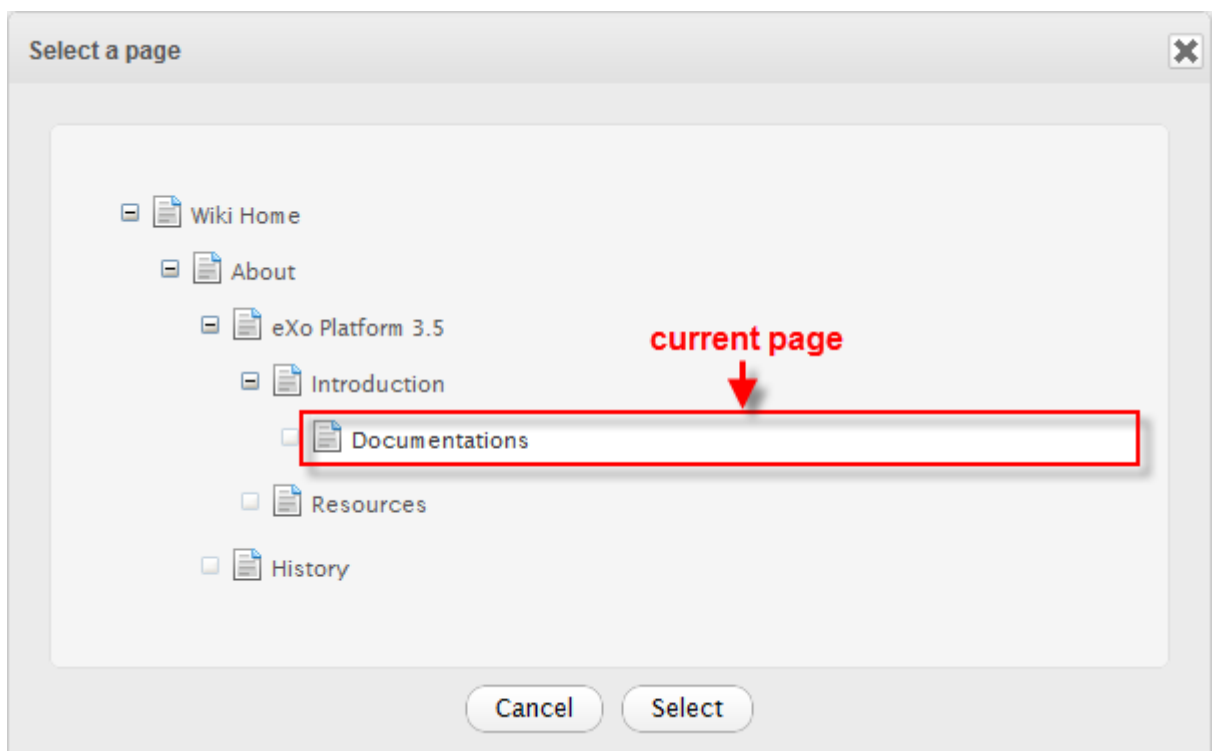 Select a page
Wiki Home
About
eXo Platform 3.5
current page
Introduction
Documentations
Resources
History
Cancel Select